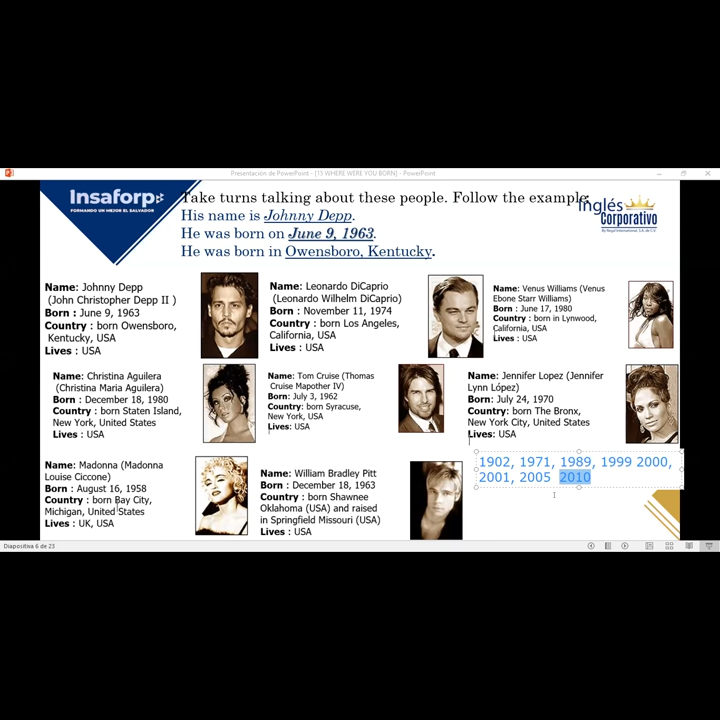 Presentación de PowerPoint - [15 WHERE WERE YOU BORN] - PowerPoint
Insaforp
FORMANDO UN MEJOR EL SALVADOR
Take turns talking about these people. Follow the example.
His name is Johnny Depp.
He was born on June 9, 1963.
He was born in Owensboro, Kentucky.
Inglés
Corporativo
Name: Johnny Depp
(John Christopher Depp II )
Born : June 9, 1963
Country : born Owensboro,
Kentucky, USA
Lives : USA
Name: Leonardo DiCaprio
(Leonardo Wilhelm DiCaprio)
Born : November 11, 1974
Country : born Los Angeles,
California, USA
Lives : USA
Name: Venus Williams (Venus
Ebone Starr Williams)
Born : June 17, 1980
Country : born in Lynwood,
California, USA
Lives : USA
Name: Christina Aguilera
(Christina Maria Aguilera)
Born : December 18, 1980
Country : born Staten Island,
New York, United States
Lives : USA
Name: Tom Cruise (Thomas
Cruise Mapother IV)
Born: July 3, 1962
Country: born Syracuse,
New York, USA
Lives: USA
Name: Jennifer Lopez (Jennifer
Lynn López)
Born: July 24, 1970
Country: born The Bronx,
New York City, United States
Lives: USA
Name: Madonna (Madonna
Louise Ciccone)
Born : August 16, 1958
Country : born Bay City,
Michigan, United States
Lives : UK, USA
Name: William Bradley Pitt
Born : December 18, 1963
Country : born Shawnee
Oklahoma (USA) and raised
in Springfield Missouri (USA)
Lives : USA
1902, 1971, 1989, 1999 2000,
2001, 2005 2010
Diapositiva 6 de 23